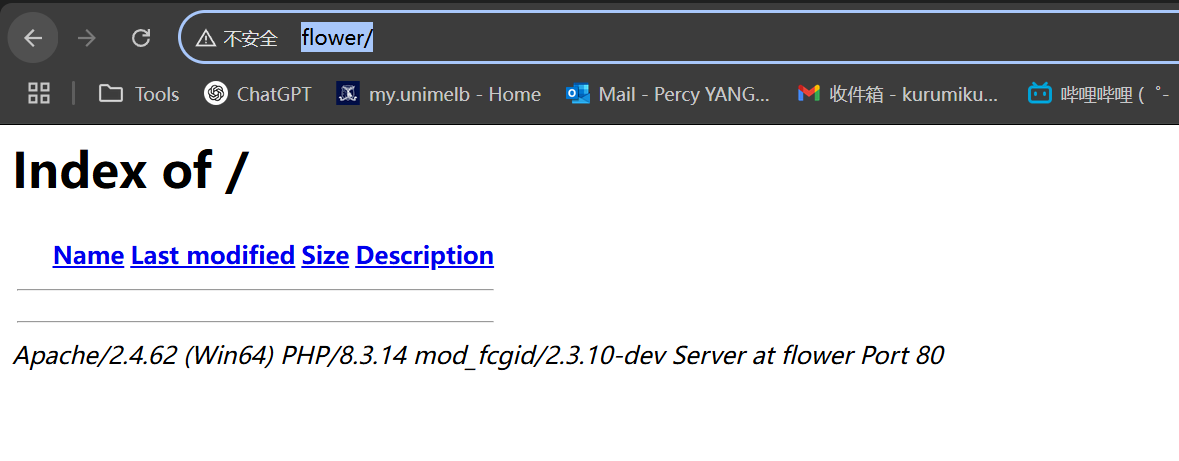 不安全 flower/
Tools ChatGPT my.unimelb - Home Mail - Percy YANG... 收件箱 - kurumiku... 哔哩哔哩 ( ゜-
Index of /
Name Last modified Size Description
Apache/2.4.62 (Win64) PHP/8.3.14 mod_fcgid/2.3.10-dev Server at flower Port 80